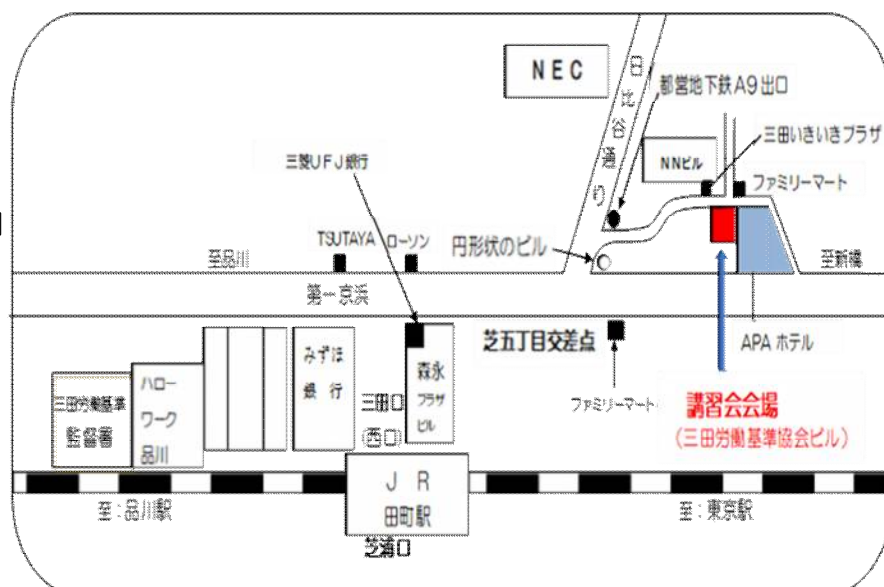 NEC
日比谷通り
都営地下鉄A9出口
三田いきいきプラザ
NNビル
ファミリーマート
三菱UFJ銀行
TSUTAYA ローソン
円形状のビル
至品川
至新橋
第一京浜
芝五丁目交差点
APAホテル
みずほ
銀行
森永
プラザ
ビル
三田口
(西口)
ファミリーマート
講習会会場
(三田労働基準協会ビル)
三田労働基準
監督署
ハロー
ワーク
品川
JR
田町駅
至:品川駅
至:東京駅
芝浦口